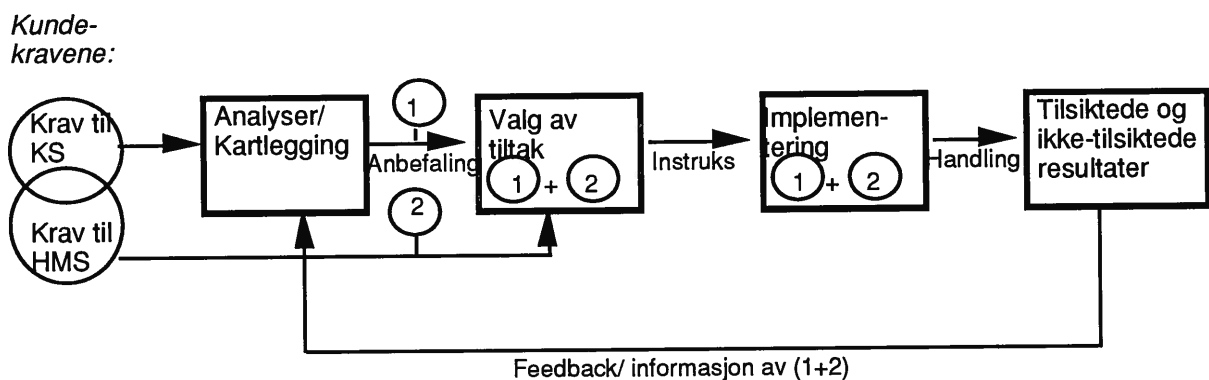 Kunde-
kravene:
Krav til
KS
Krav til
HMS
Analyser/
Kartlegging
1
Anbefaling
2
Valg av
tiltak
1 + 2
Instruks
Implemen-
tering
1 + 2
Handling
Tilsiktede og
ikke-tilsiktede
resultater
Feedback/ informasjon av (1+2)